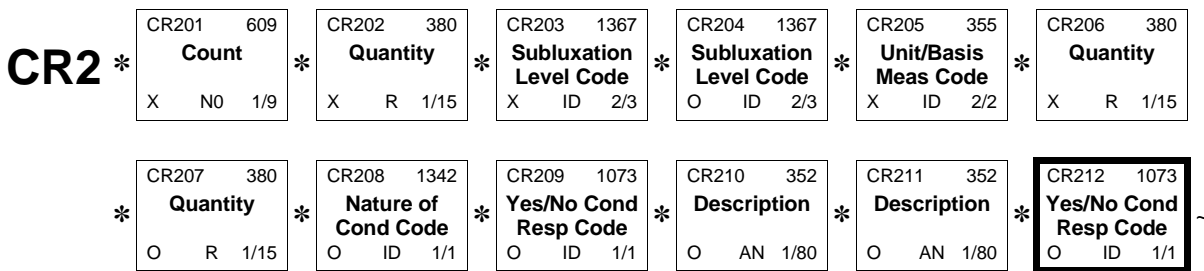 CR201 609 CR202 380 CR203 1367 CR204 1367 CR205 355 CR206 380
CR2 * Count * Quantity * Subluxation Level Code * Subluxation Level Code * Unit/Basis Meas Code * Quantity
X N0 1/9 X R 1/15 X ID 2/3 O ID 2/3 X ID 2/2 X R 1/15
CR207 380 CR208 1342 CR209 1073 CR210 352 CR211 352 CR212 1073
* Quantity * Nature of Cond Code * Yes/No Cond Resp Code * Description * Description * Yes/No Cond Resp Code ~
O R 1/15 O ID 1/1 O ID 1/1 O AN 1/80 O AN 1/80 O ID 1/1